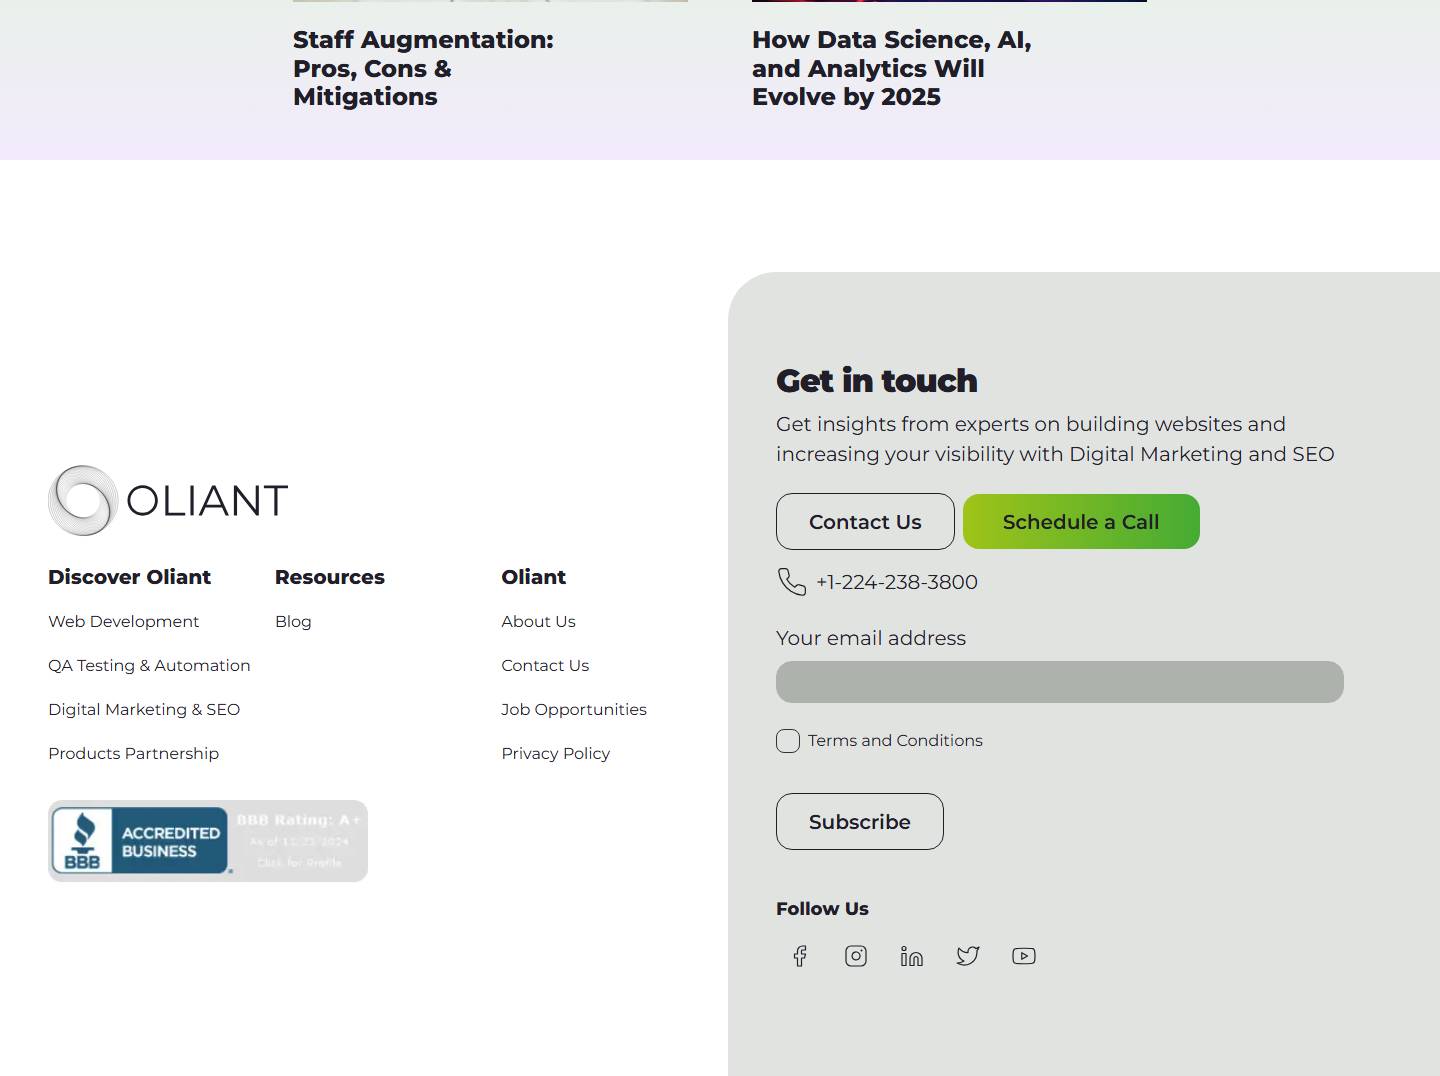 Staff Augmentation:
Pros, Cons &
Mitigations
How Data Science, AI,
and Analytics Will
Evolve by 2025
OLIANT
Discover Oliant
Web Development
QA Testing & Automation
Digital Marketing & SEO
Products Partnership
Resources
Blog
Oliant
About Us
Contact Us
Job Opportunities
Privacy Policy
BBB
ACCREDITED
BUSINESS
BBB Rating: A+
Click for Profile
Get in touch
Get insights from experts on building websites and
increasing your visibility with Digital Marketing and SEO
Contact Us
Schedule a Call
+1-224-238-3800
Your email address
Terms and Conditions
Subscribe
Follow Us